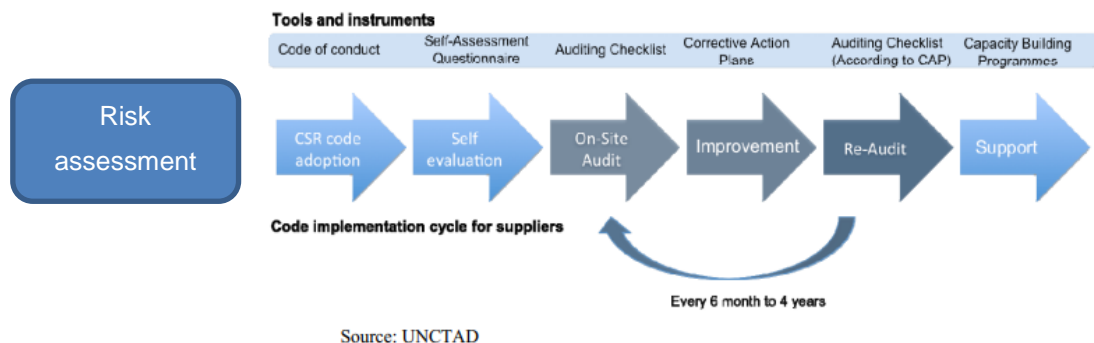 Tools and instruments
Code of conduct
Self-Assessment
Questionnaire
Auditing Checklist
Corrective Action
Plans
Auditing Checklist
(According to CAP)
Capacity Building
Programmes
Risk
assessment
CSR code
adoption
Self
evaluation
On-Site
Audit
Improvement
Re-Audit
Support
Code implementation cycle for suppliers
Every 6 month to 4 years
Source: UNCTAD